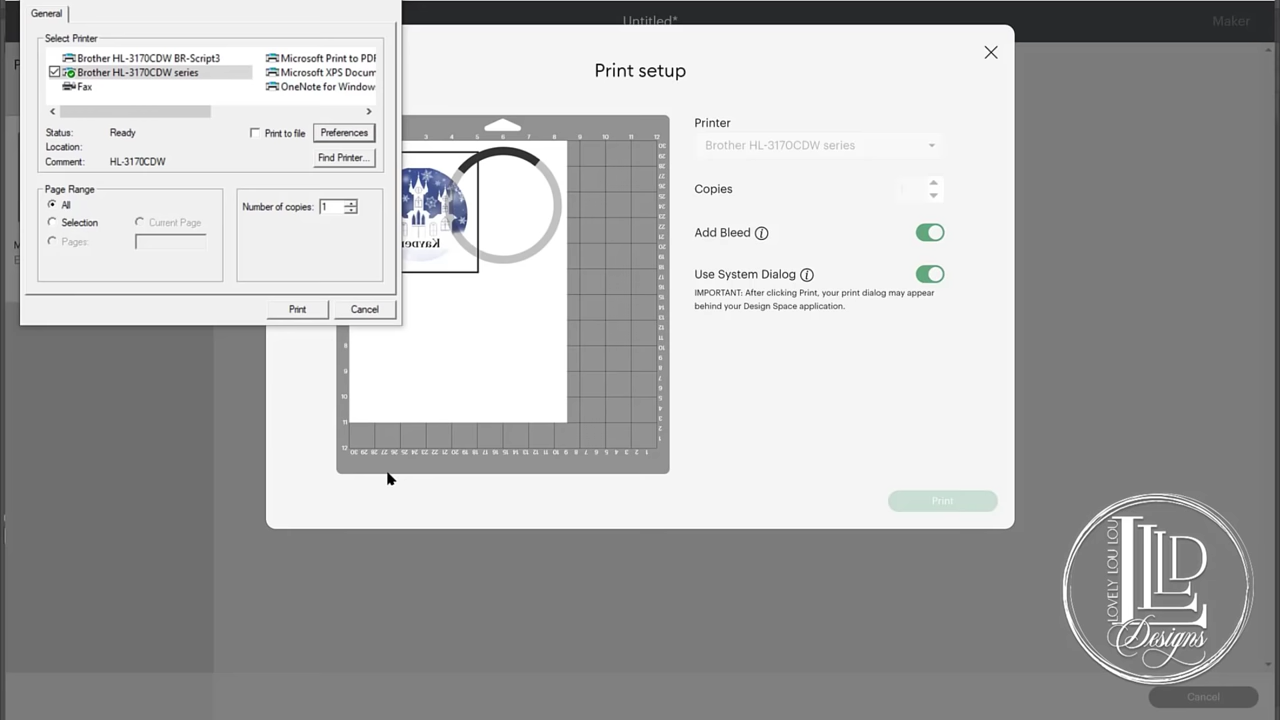 Untitled*
Maker
General
Select Printer
Brother HL-3170CDW BR-Script3
Brother HL-3170CDW series
Fax
Microsoft Print to PDF
Microsoft XPS Docum
OneNote for Window
Status: Ready
Location:
Comment: HL-3170CDW
Print to file
Preferences
Find Printer...
Page Range
All
Selection
Current Page
Pages:
Number of copies: 1
Print
Cancel
Print setup
Printer
Brother HL-3170CDW series
Copies
Add Bleed
Use System Dialog
IMPORTANT: After clicking Print, your print dialog may appear
behind your Design Space application.
Print
LOVELY LOU LOU
LLLD
Designs
Cancel